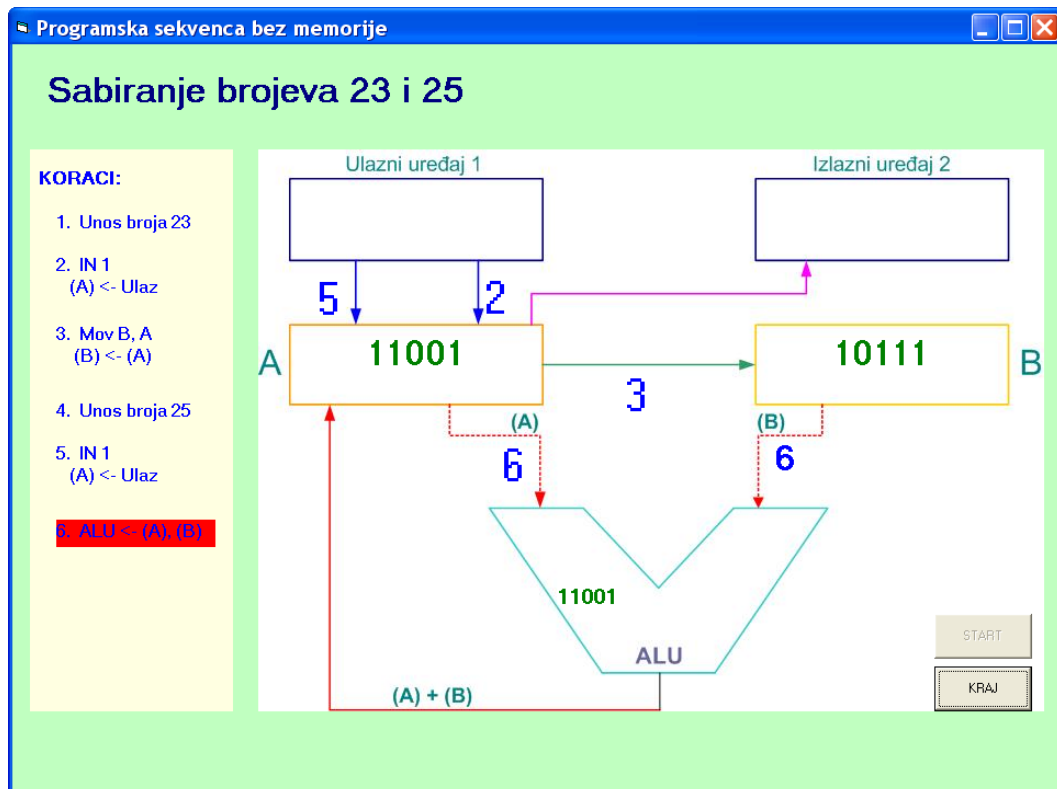 Programska sekvenca bez memorije
Sabiranje brojeva 23 i 25
KORACI:
1. Unos broja 23
2. IN 1
(A) <- Ulaz
3. Mov B, A
(B) <- (A)
4. Unos broja 25
5. IN 1
(A) <- Ulaz
6. ALU <- (A), (B)
Ulazni uređaj 1
Izlazni uređaj 2
5
2
A
11001
10111
B
3
(A)
(B)
6
6
11001
ALU
(A) + (B)
START
KRAJ